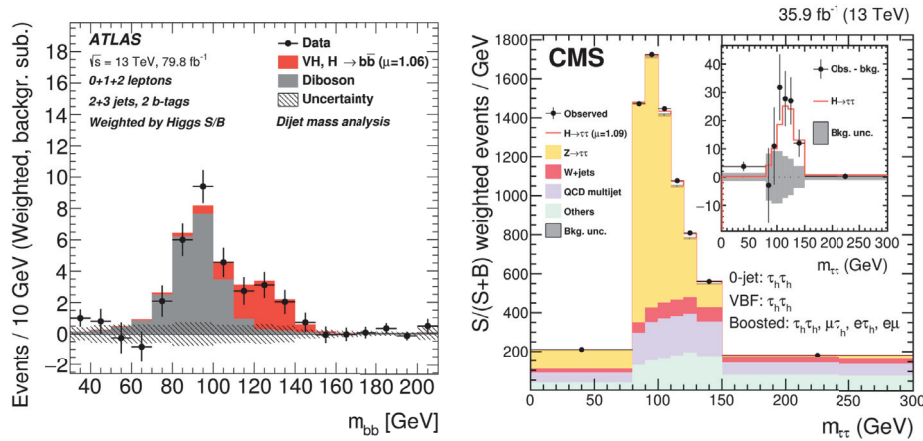 ATLAS
√s = 13 TeV, 79.8 fb⁻¹
0+1+2 leptons
2+3 jets, 2 b-tags
Weighted by Higgs S/B
Data
VH, H → bb̄ (μ=1.06)
Diboson
Uncertainty
Dijet mass analysis
Events / 10 GeV (Weighted, backgr. sub.)
18
16
14
12
10
8
6
4
2
0
−2
40 60 80 100 120 140 160 180 200
m_bb [GeV]
35.9 fb⁻¹ (13 TeV)
CMS
S/(S+B) weighted events / GeV
1800
1600
1400
1200
1000
800
600
400
200
Observed
H→ττ (μ=1.09)
Z→ττ
W+jets
QCD multijet
Others
Bkg. unc.
40
30
20
10
0
−10
Obs. - bkg.
H→ττ
Bkg. unc.
0 100 200 300
m_ττ (GeV)
0-jet: τ_hτ_h
VBF: τ_hτ_h
Boosted: τ_hτ_h, μτ_h, eτ_h, eμ
0 50 100 150 200 250 300
m_ττ (GeV)